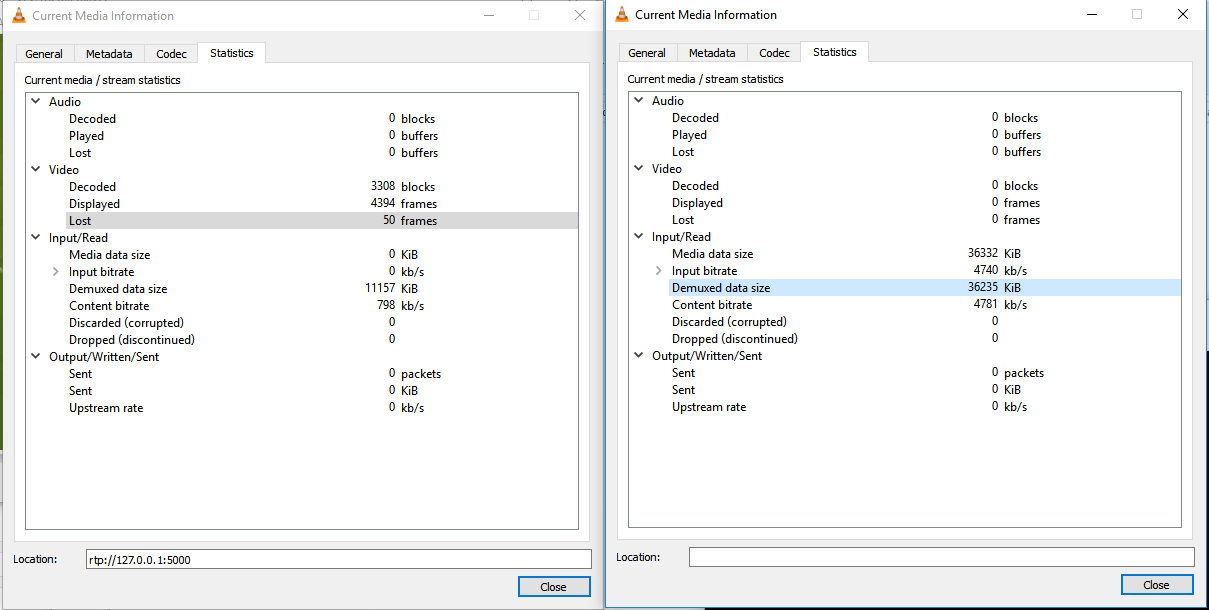 Current Media Information
General Metadata Codec Statistics
Current media / stream statistics
Audio
Decoded 0 blocks
Played 0 buffers
Lost 0 buffers
Video
Decoded 3308 blocks
Displayed 4394 frames
Lost 50 frames
Input/Read
Media data size 0 KiB
Input bitrate 0 kb/s
Demuxed data size 11157 KiB
Content bitrate 798 kb/s
Discarded (corrupted) 0
Dropped (discontinued) 0
Output/Written/Sent
Sent 0 packets
Sent 0 KiB
Upstream rate 0 kb/s
Location: rtp://127.0.0.1:5000
Close
Current Media Information
General Metadata Codec Statistics
Current media / stream statistics
Audio
Decoded 0 blocks
Played 0 buffers
Lost 0 buffers
Video
Decoded 0 blocks
Displayed 0 frames
Lost 0 frames
Input/Read
Media data size 36332 KiB
Input bitrate 4740 kb/s
Demuxed data size 36235 KiB
Content bitrate 4781 kb/s
Discarded (corrupted) 0
Dropped (discontinued) 0
Output/Written/Sent
Sent 0 packets
Sent 0 KiB
Upstream rate 0 kb/s
Location:
Close